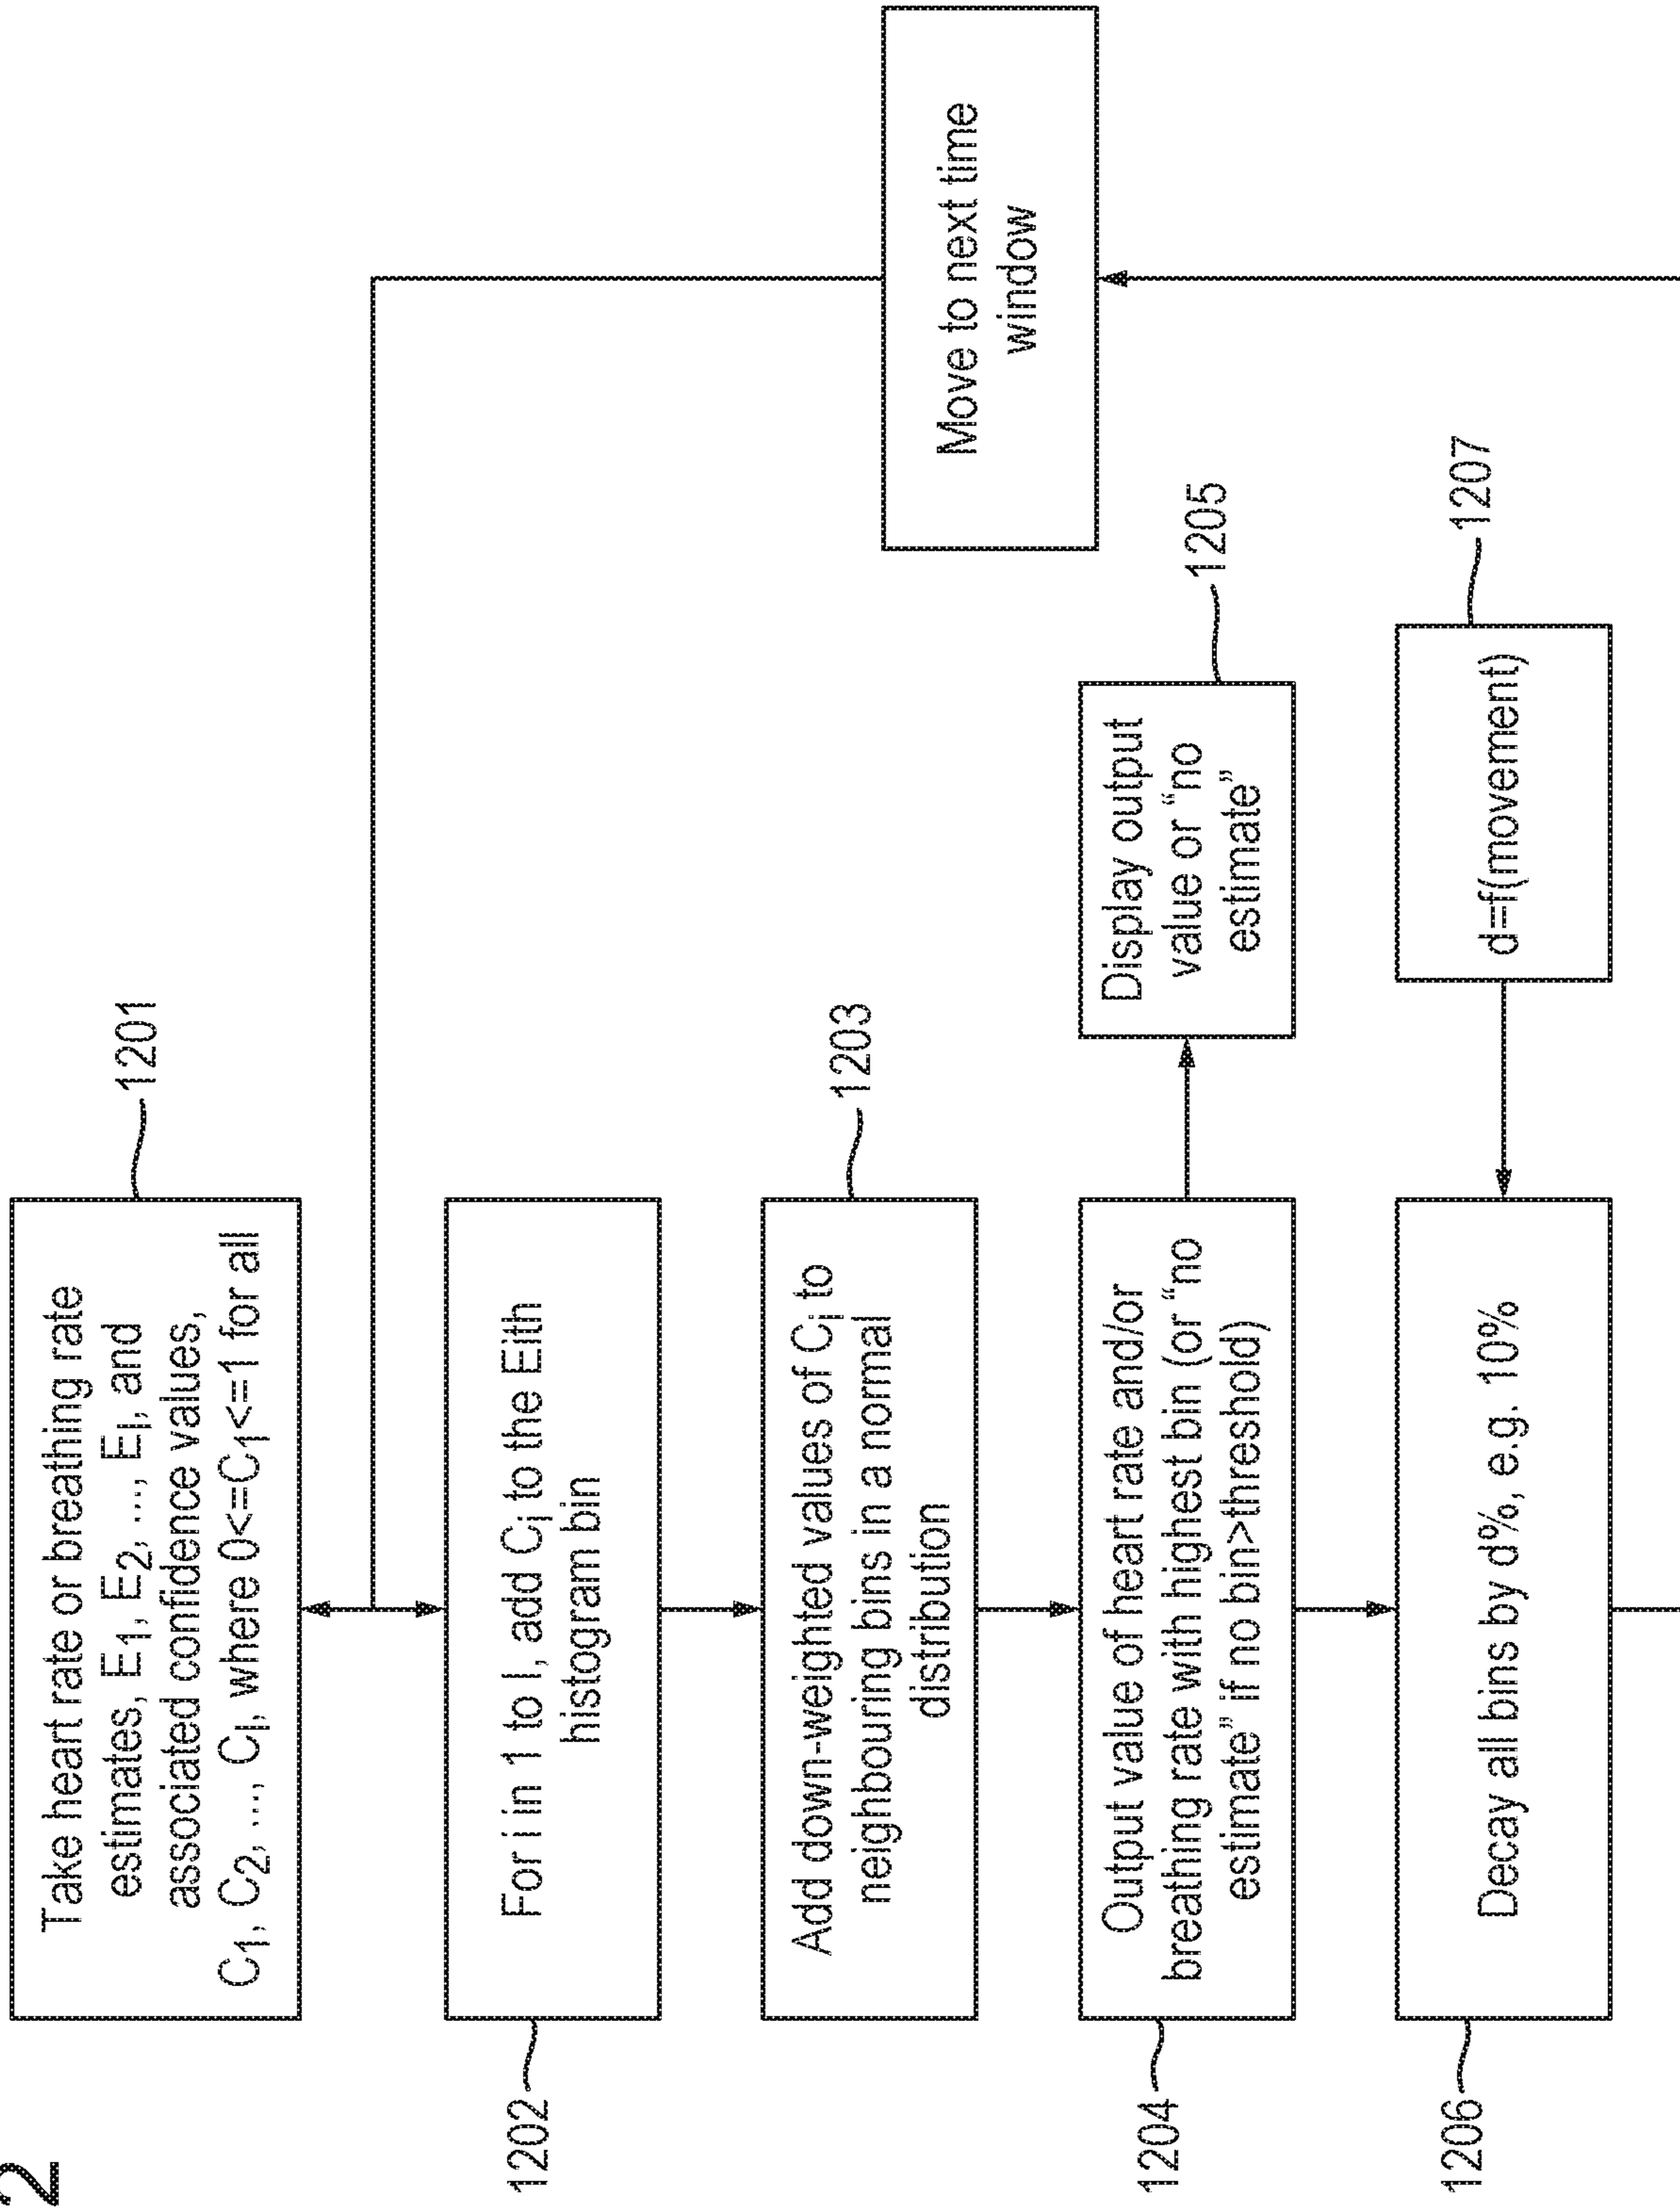 2
Take heart rate or breathing rate
estimates, E1, E2, ..., EI, and
associated confidence values,
C1, C2, ..., CI, where 0<=C1<=1 for all
1201
For i in 1 to I, add Ci to the Eith
histogram bin
1202
Add down-weighted values of Ci to
neighbouring bins in a normal
distribution
1203
Output value of heart rate and/or
breathing rate with highest bin (or “no
estimate” if no bin>threshold)
1204
Display output
value or “no
estimate”
1205
Decay all bins by d%, e.g. 10%
1206
d=f(movement)
1207
Move to next time
window